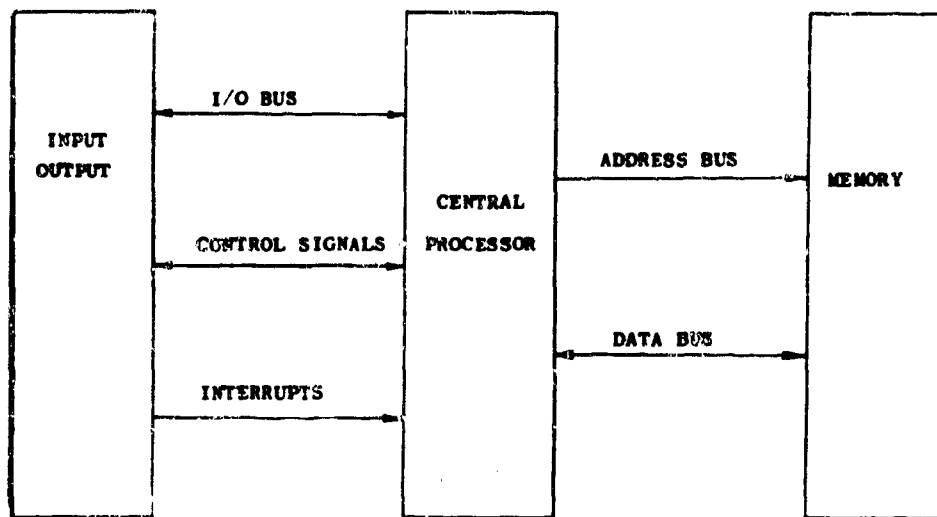 INPUT
OUTPUT
I/O BUS
CONTROL SIGNALS
INTERRUPTS
CENTRAL
PROCESSOR
ADDRESS BUS
DATA BUS
MEMORY